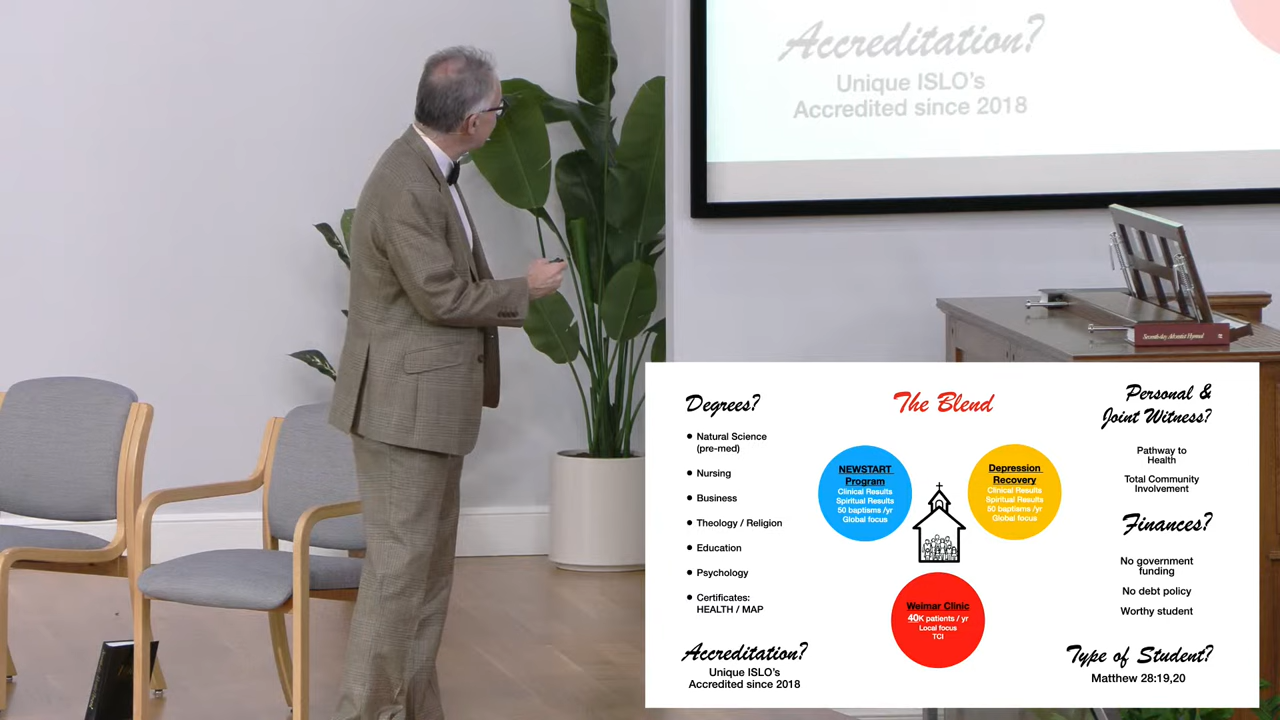 Accreditation?
Unique ISLO's
Accredited since 2018
Seventh-day Adventist Hymnal
Degrees?
Natural Science
(pre-med)
Nursing
Business
Theology / Religion
Education
Psychology
Certificates:
HEALTH / MAP
Accreditation?
Unique ISLO's
Accredited since 2018
The Blend
NEWSTART
Program
Clinical Results
Spiritual Results
50 baptisms /yr
Global focus
Depression
Recovery
Clinical Results
Spiritual Results
50 baptisms /yr
Global focus
Weimar Clinic
40K patients / yr
Local focus
TCI
Personal &
Joint Witness?
Pathway to
Health
Total Community
Involvement
Finances?
No government
funding
No debt policy
Worthy student
Type of Student?
Matthew 28:19,20